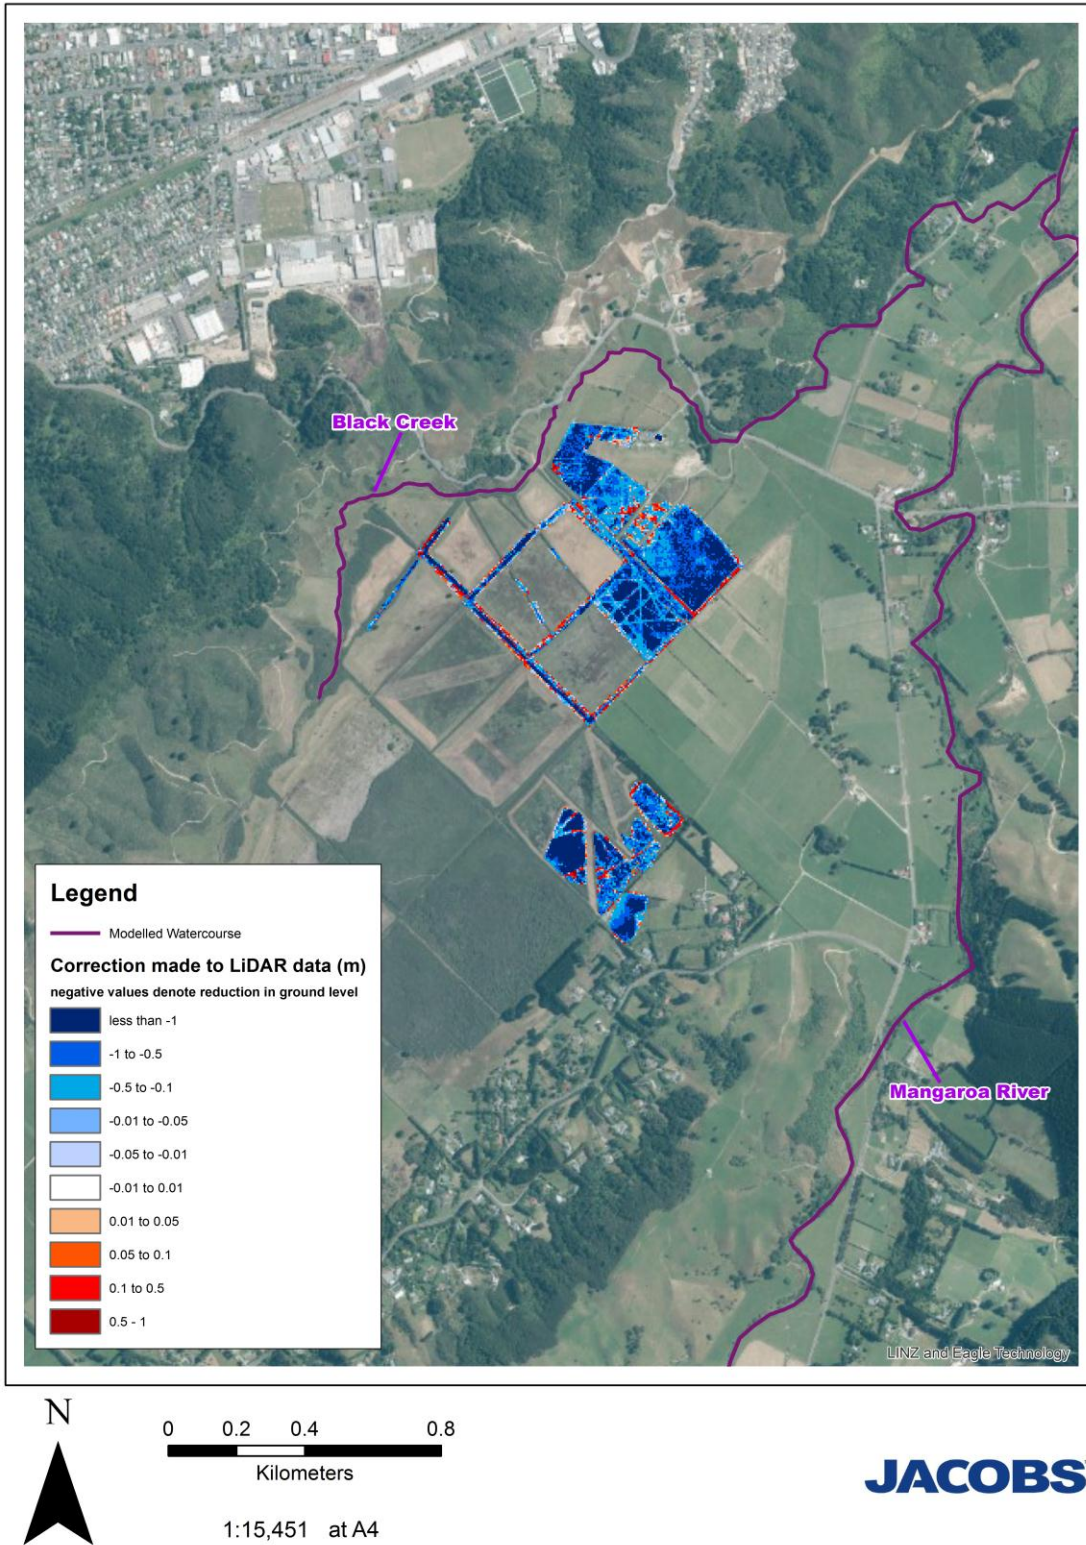 Black Creek
Mangaroa River
Legend
Modelled Watercourse
Correction made to LiDAR data (m)
negative values denote reduction in ground level
less than -1
-1 to -0.5
-0.5 to -0.1
-0.01 to -0.05
-0.05 to -0.01
-0.01 to 0.01
0.01 to 0.05
0.05 to 0.1
0.1 to 0.5
0.5 - 1
LINZ and Eagle Technology
N
0 0.2 0.4 0.8
Kilometers
1:15,451 at A4
JACOBS